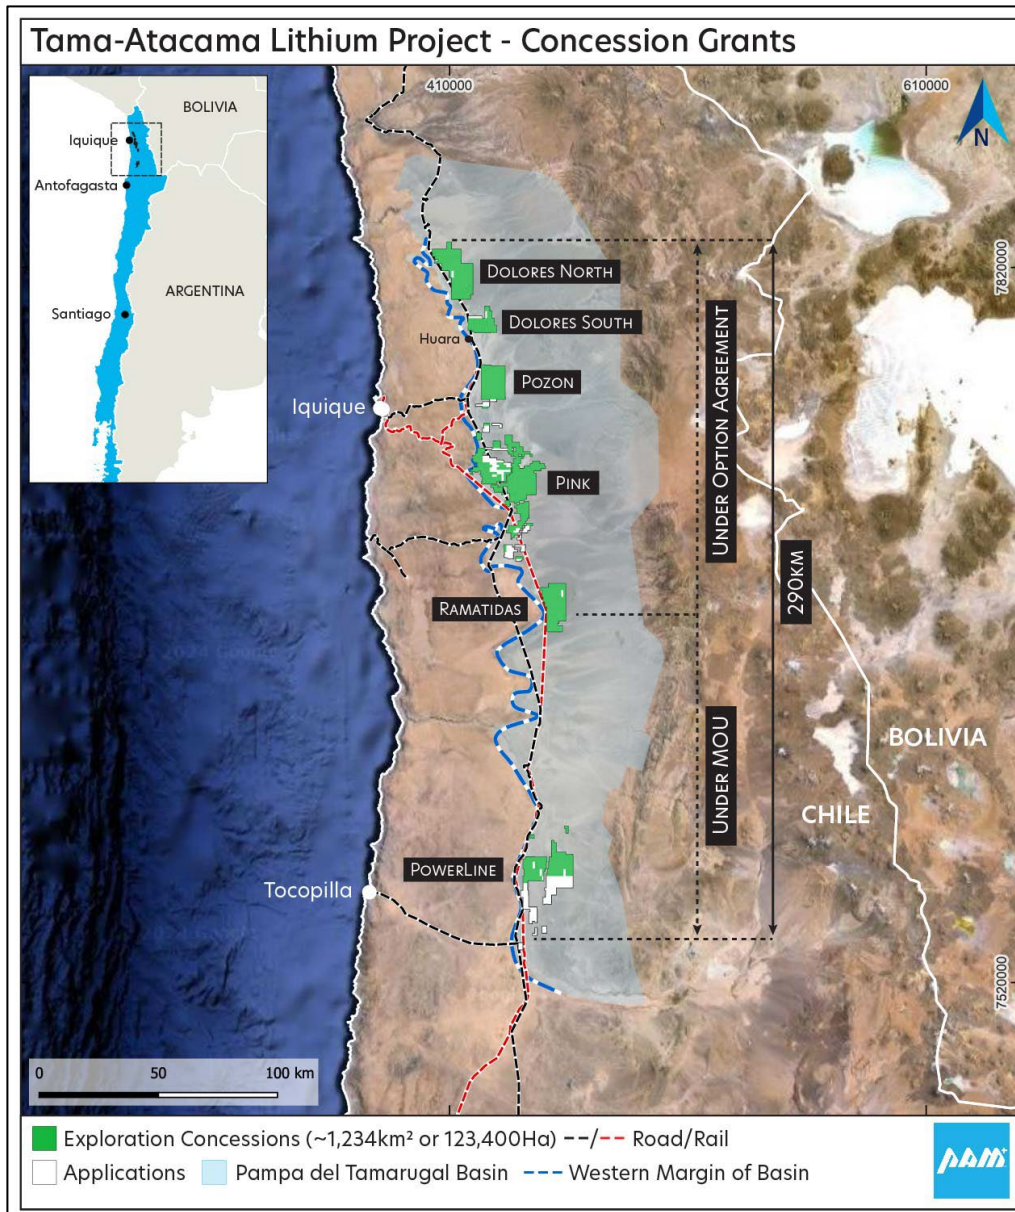 Tama-Atacama Lithium Project - Concession Grants
BOLIVIA
Iquique
Antofagasta
ARGENTINA
Santiago
410000
610000
N
7820000
DOLORES NORTH
DOLORES SOUTH
Huara
POZON
Iquique
PINK
UNDER OPTION AGREEMENT
290KM
RAMATIDAS
UNDER MOU
BOLIVIA
CHILE
POWERLINE
Tocopilla
7520000
0 50 100 km
Exploration Concessions (~1,234km² or 123,400Ha) Road/Rail
Applications Pampa del Tamarugal Basin Western Margin of Basin
PAM